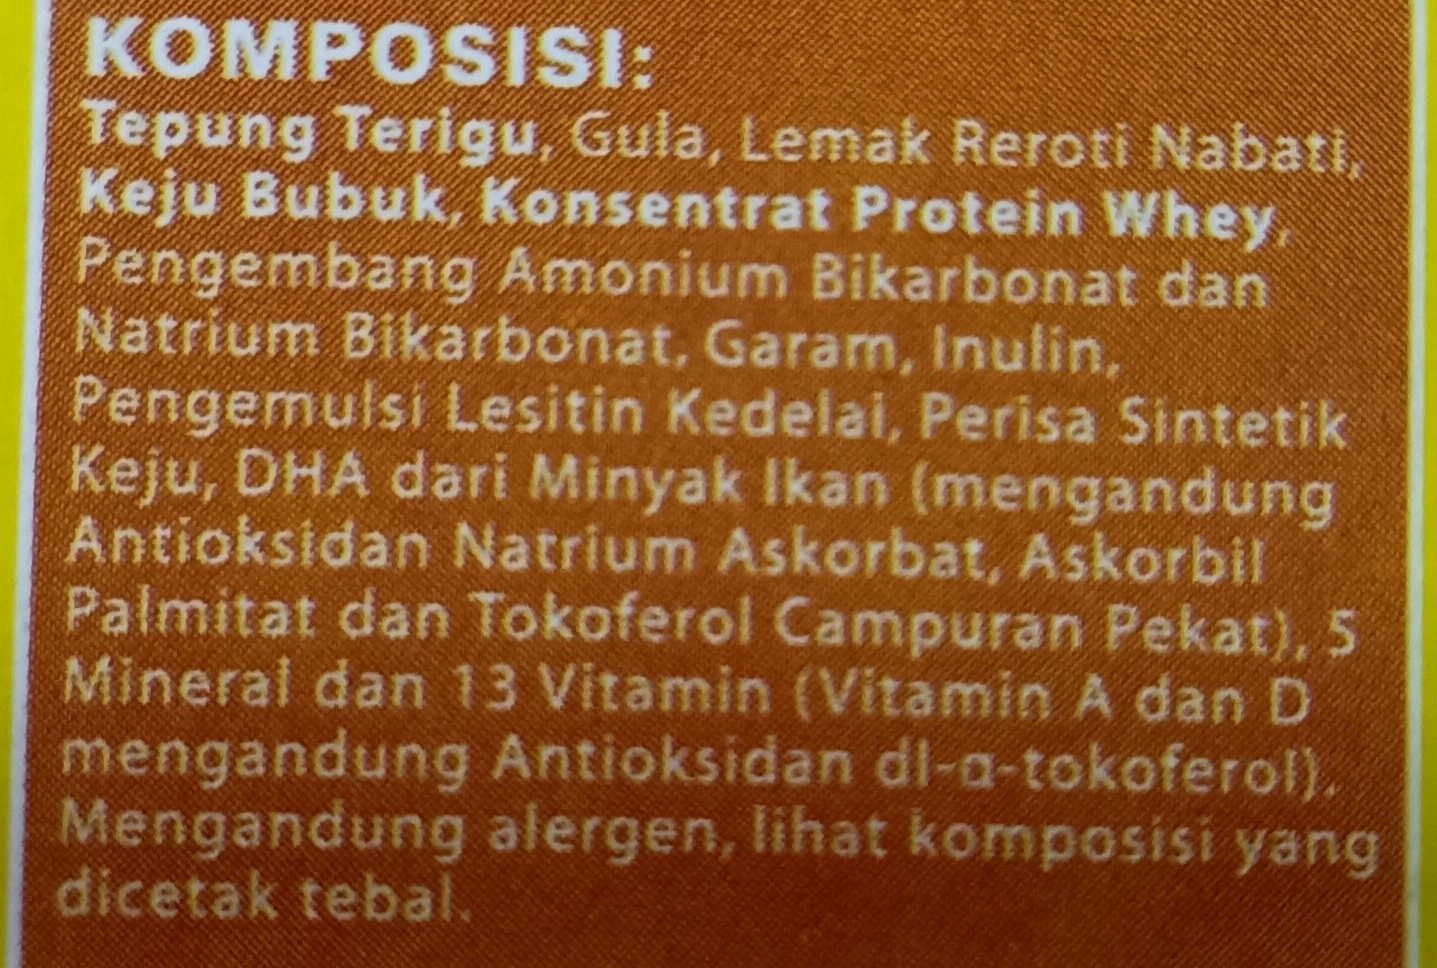 KOMPOSISI:
Tepung Terigu, Gula, Lemak Reroti Nabati,
Keju Bubuk, Konsentrat Protein Whey,
Pengembang Amonium Bikarbonat dan
Natrium Bikarbonat, Garam, Inulin,
Pengemulsi Lesitin Kedelai, Perisa Sintetik
Keju, DHA dari Minyak Ikan (mengandung
Antioksidan Natrium Askorbat, Askorbil
Palmitat dan Tokoferol Campuran Pekat), 5
Mineral dan 13 Vitamin (Vitamin A dan D
mengandung Antioksidan dl-α-tokoferol).
Mengandung alergen, lihat komposisi yang
dicetak tebal.